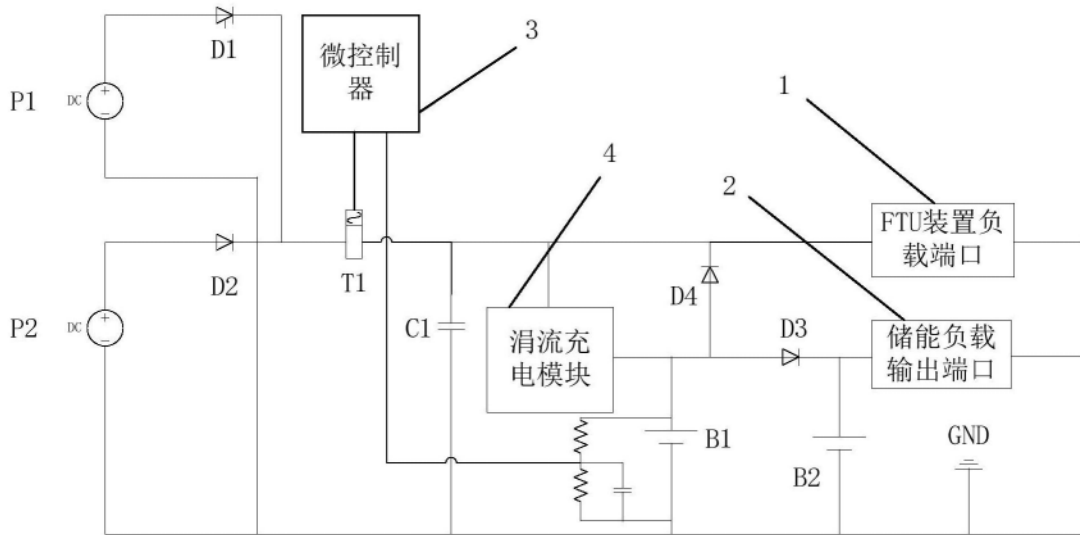 D1
微控制
器
3
P1
DC
1
4
2
FTU装置负
载端口
D2
T1
D4
P2
DC
C1
涓流充
电模块
D3
储能负载
输出端口
B1
B2
GND